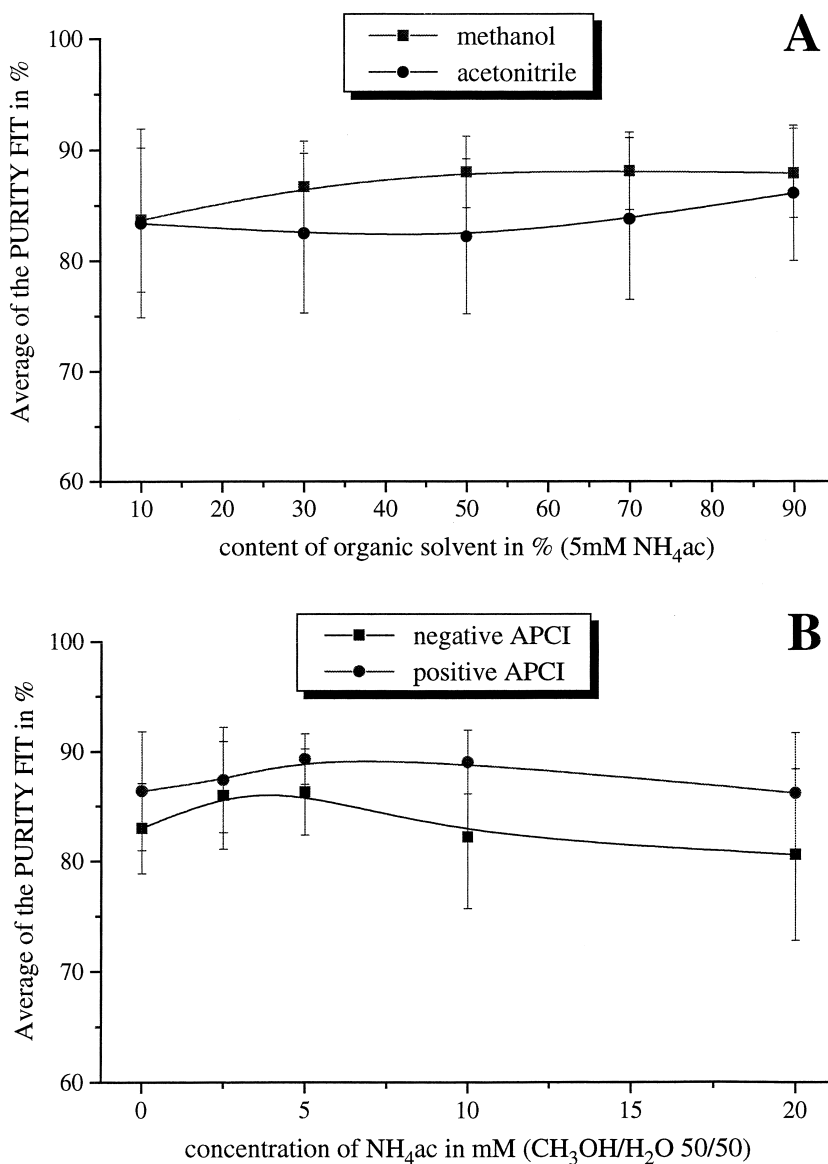 A
methanol
acetonitrile
100
90
80
70
60
Average of the PURITY FIT in %
10 20 30 40 50 60 70 80 90
content of organic solvent in % (5mM NH₄ac)
B
negative APCI
positive APCI
100
90
80
70
60
Average of the PURITY FIT in %
0 5 10 15 20
concentration of NH₄ac in mM (CH₃OH/H₂O 50/50)